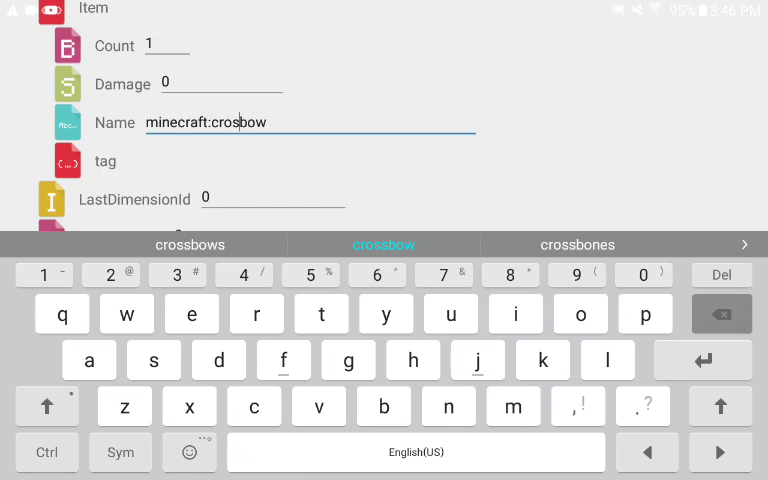 95% 3:46 PM
Item
B Count 1
S Damage 0
Abc... Name minecraft:crosbow
{...} tag
I LastDimensionId 0
crossbows crossbow crossbones >
1 - 2 @ 3 # 4 / 5 % 6 ^ 7 & 8 * 9 ( 0 ) Del
q w e r t y u i o p
a s d f g h j k l
z x c v b n m , ! . ?
Ctrl Sym English(US)